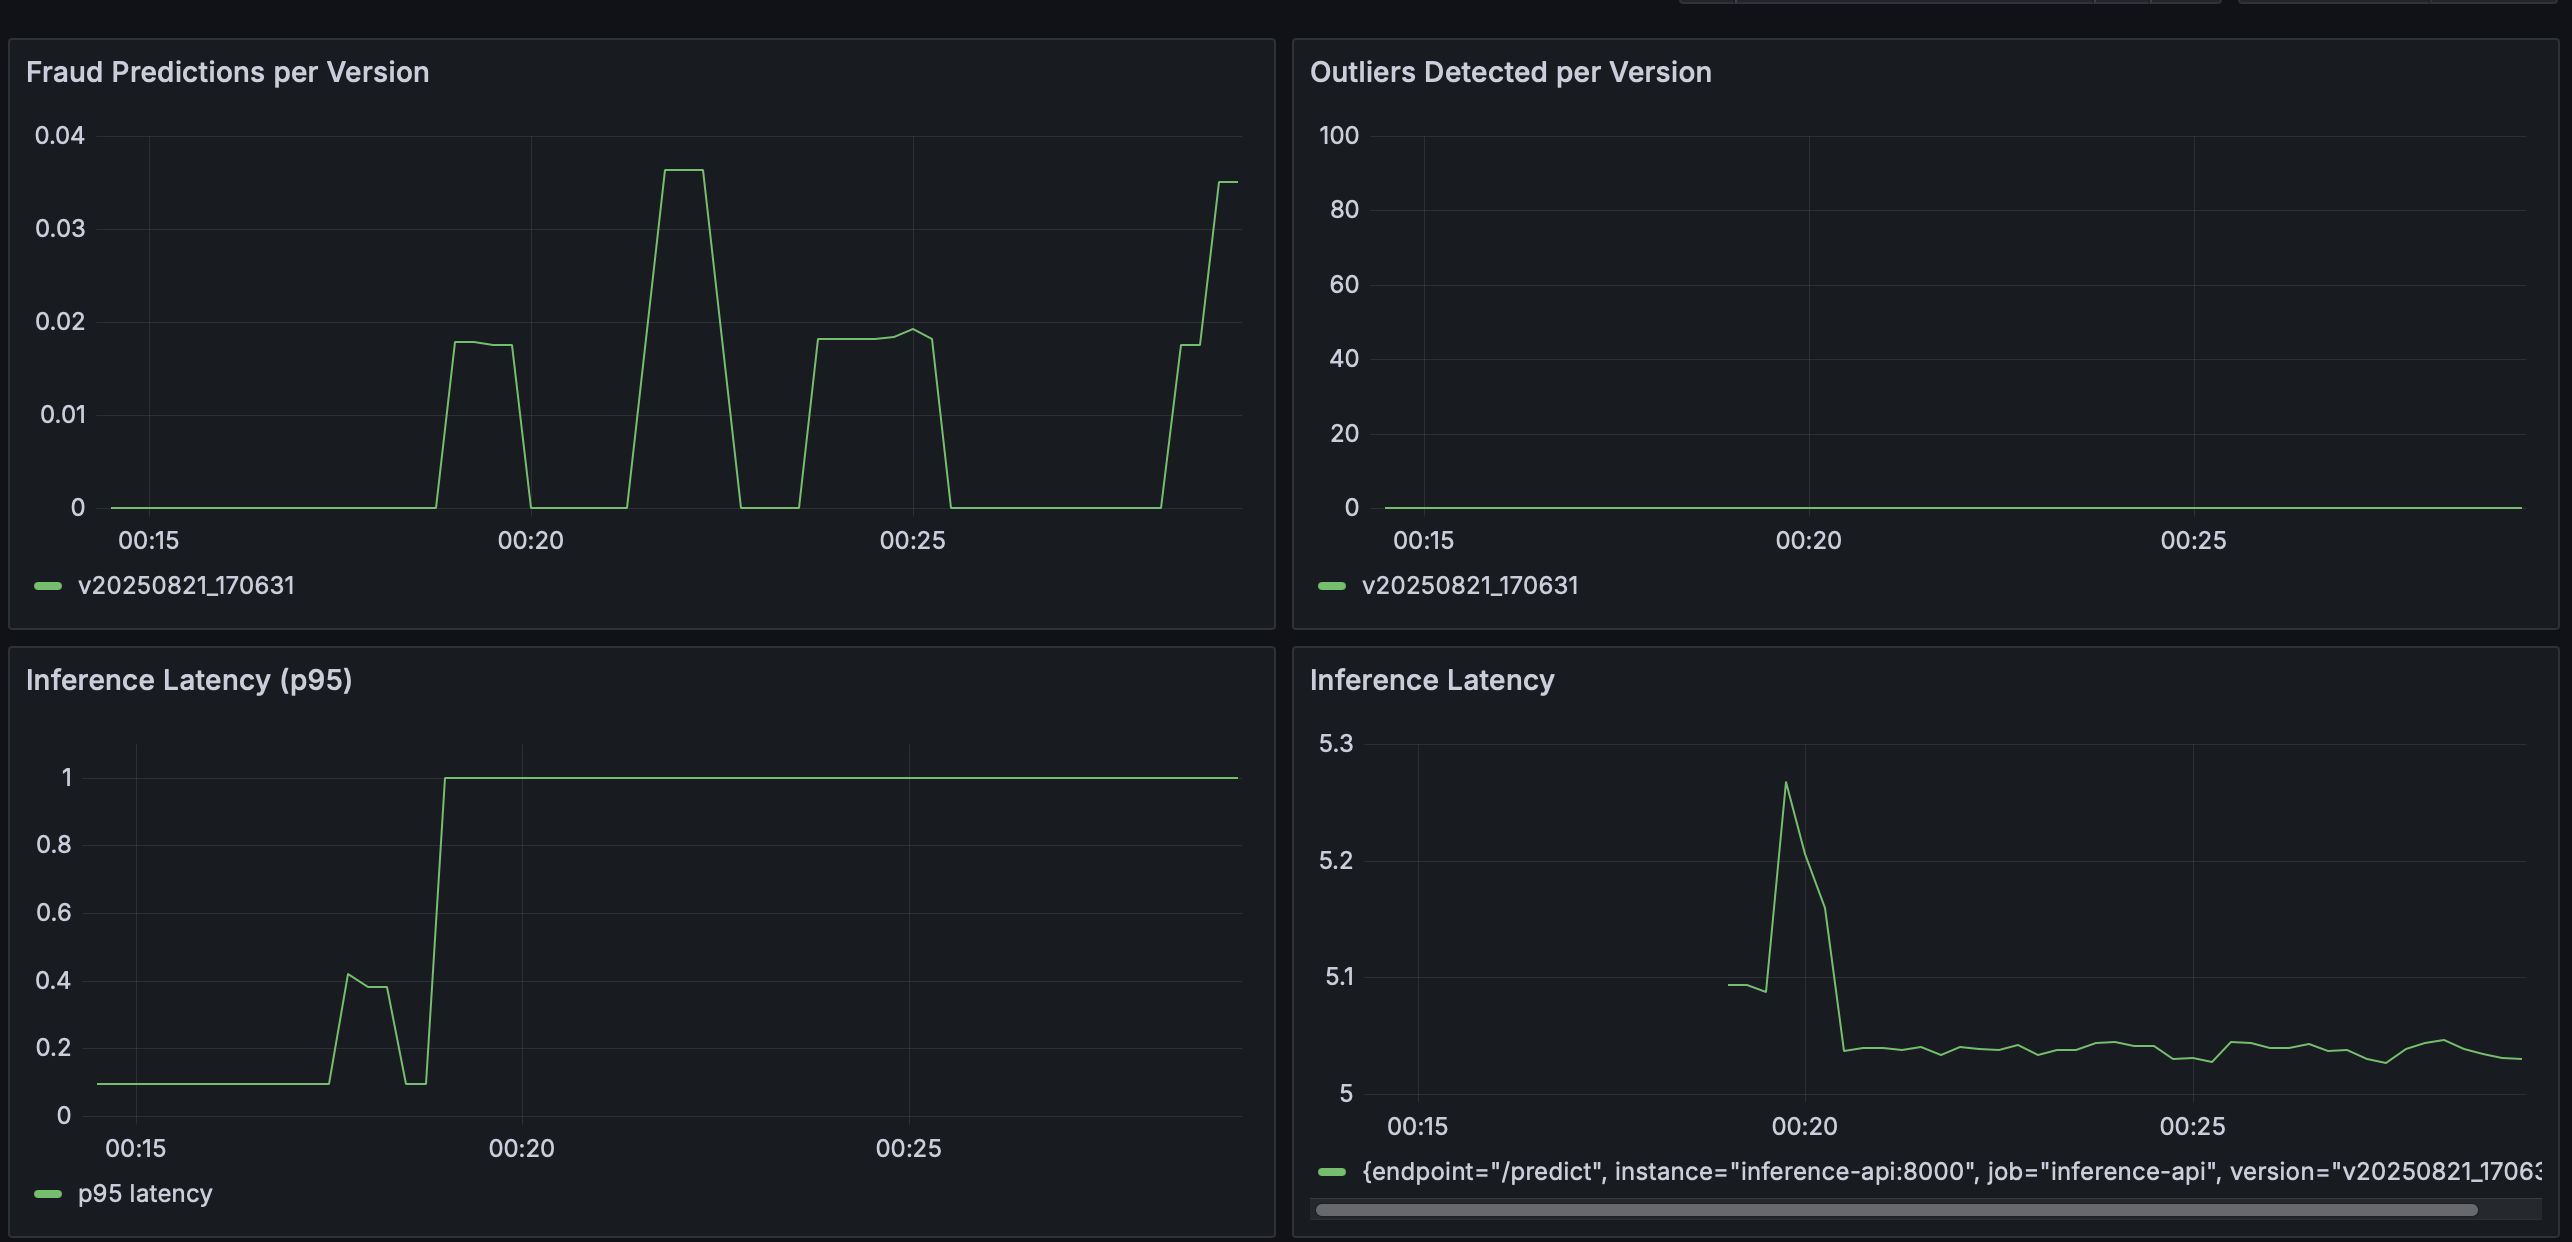 Fraud Predictions per Version
0.04
0.03
0.02
0.01
0
00:15 00:20 00:25
v20250821_170631
Outliers Detected per Version
100
80
60
40
20
0
00:15 00:20 00:25
v20250821_170631
Inference Latency (p95)
1
0.8
0.6
0.4
0.2
0
00:15 00:20 00:25
p95 latency
Inference Latency
5.3
5.2
5.1
5
00:15 00:20 00:25
{endpoint="/predict", instance="inference-api:8000", job="inference-api", version="v20250821_17063